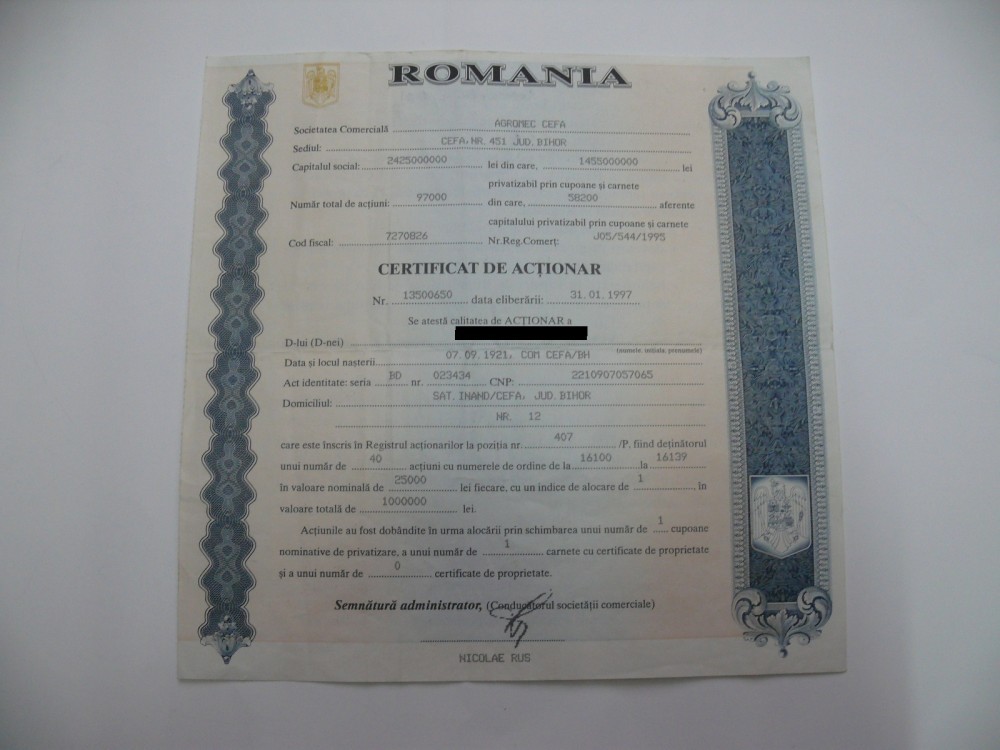 ROMANIA
Societatea Comercială AGROMEC CEFA
Sediul: CEFA,NR.451 JUD.BIHOR
Capitalul social: 2425000000 lei din care, 1455000000 lei
privatizabil prin cupoane și carnete
Număr total de acțiuni: 97000 din care, 58200 aferente
capitalului privatizabil prin cupoane și carnete
Cod fiscal: 7270826 Nr.Reg.Comerț: J05/544/1995
CERTIFICAT DE ACȚIONAR
Nr. 13500650 data eliberării: 31.01.1997
Se atestă calitatea de ACȚIONAR a
D-lui (D-nei)
(numele inițiala prenumele)
Data și locul nașterii 07.09.1921, COM CEFA/BH
Act identitate: seria BD nr. 023434 CNP: 2210907057065
Domiciliul: SAT.INAND/CEFA, JUD.BIHOR
NR. 12
care este înscris în Registrul acționarilor la poziția nr. 407 /P. fiind deținătorul
unui număr de 40 acțiuni cu numerele de ordine de la 16100 la 16139
în valoare nominală de 25000 lei fiecare, cu un indice de alocare de 1 în
valoare totală de 1000000 lei.
Acțiunile au fost dobândite în urma alocării prin schimbarea unui număr de 1 cupoane
nominative de privatizare, a unui număr de 1 carnete cu certificate de proprietate
și a unui număr de 0 certificate de proprietate.
Semnătură administrator, (Conducătorul societății comerciale)
NICOLAE RUS